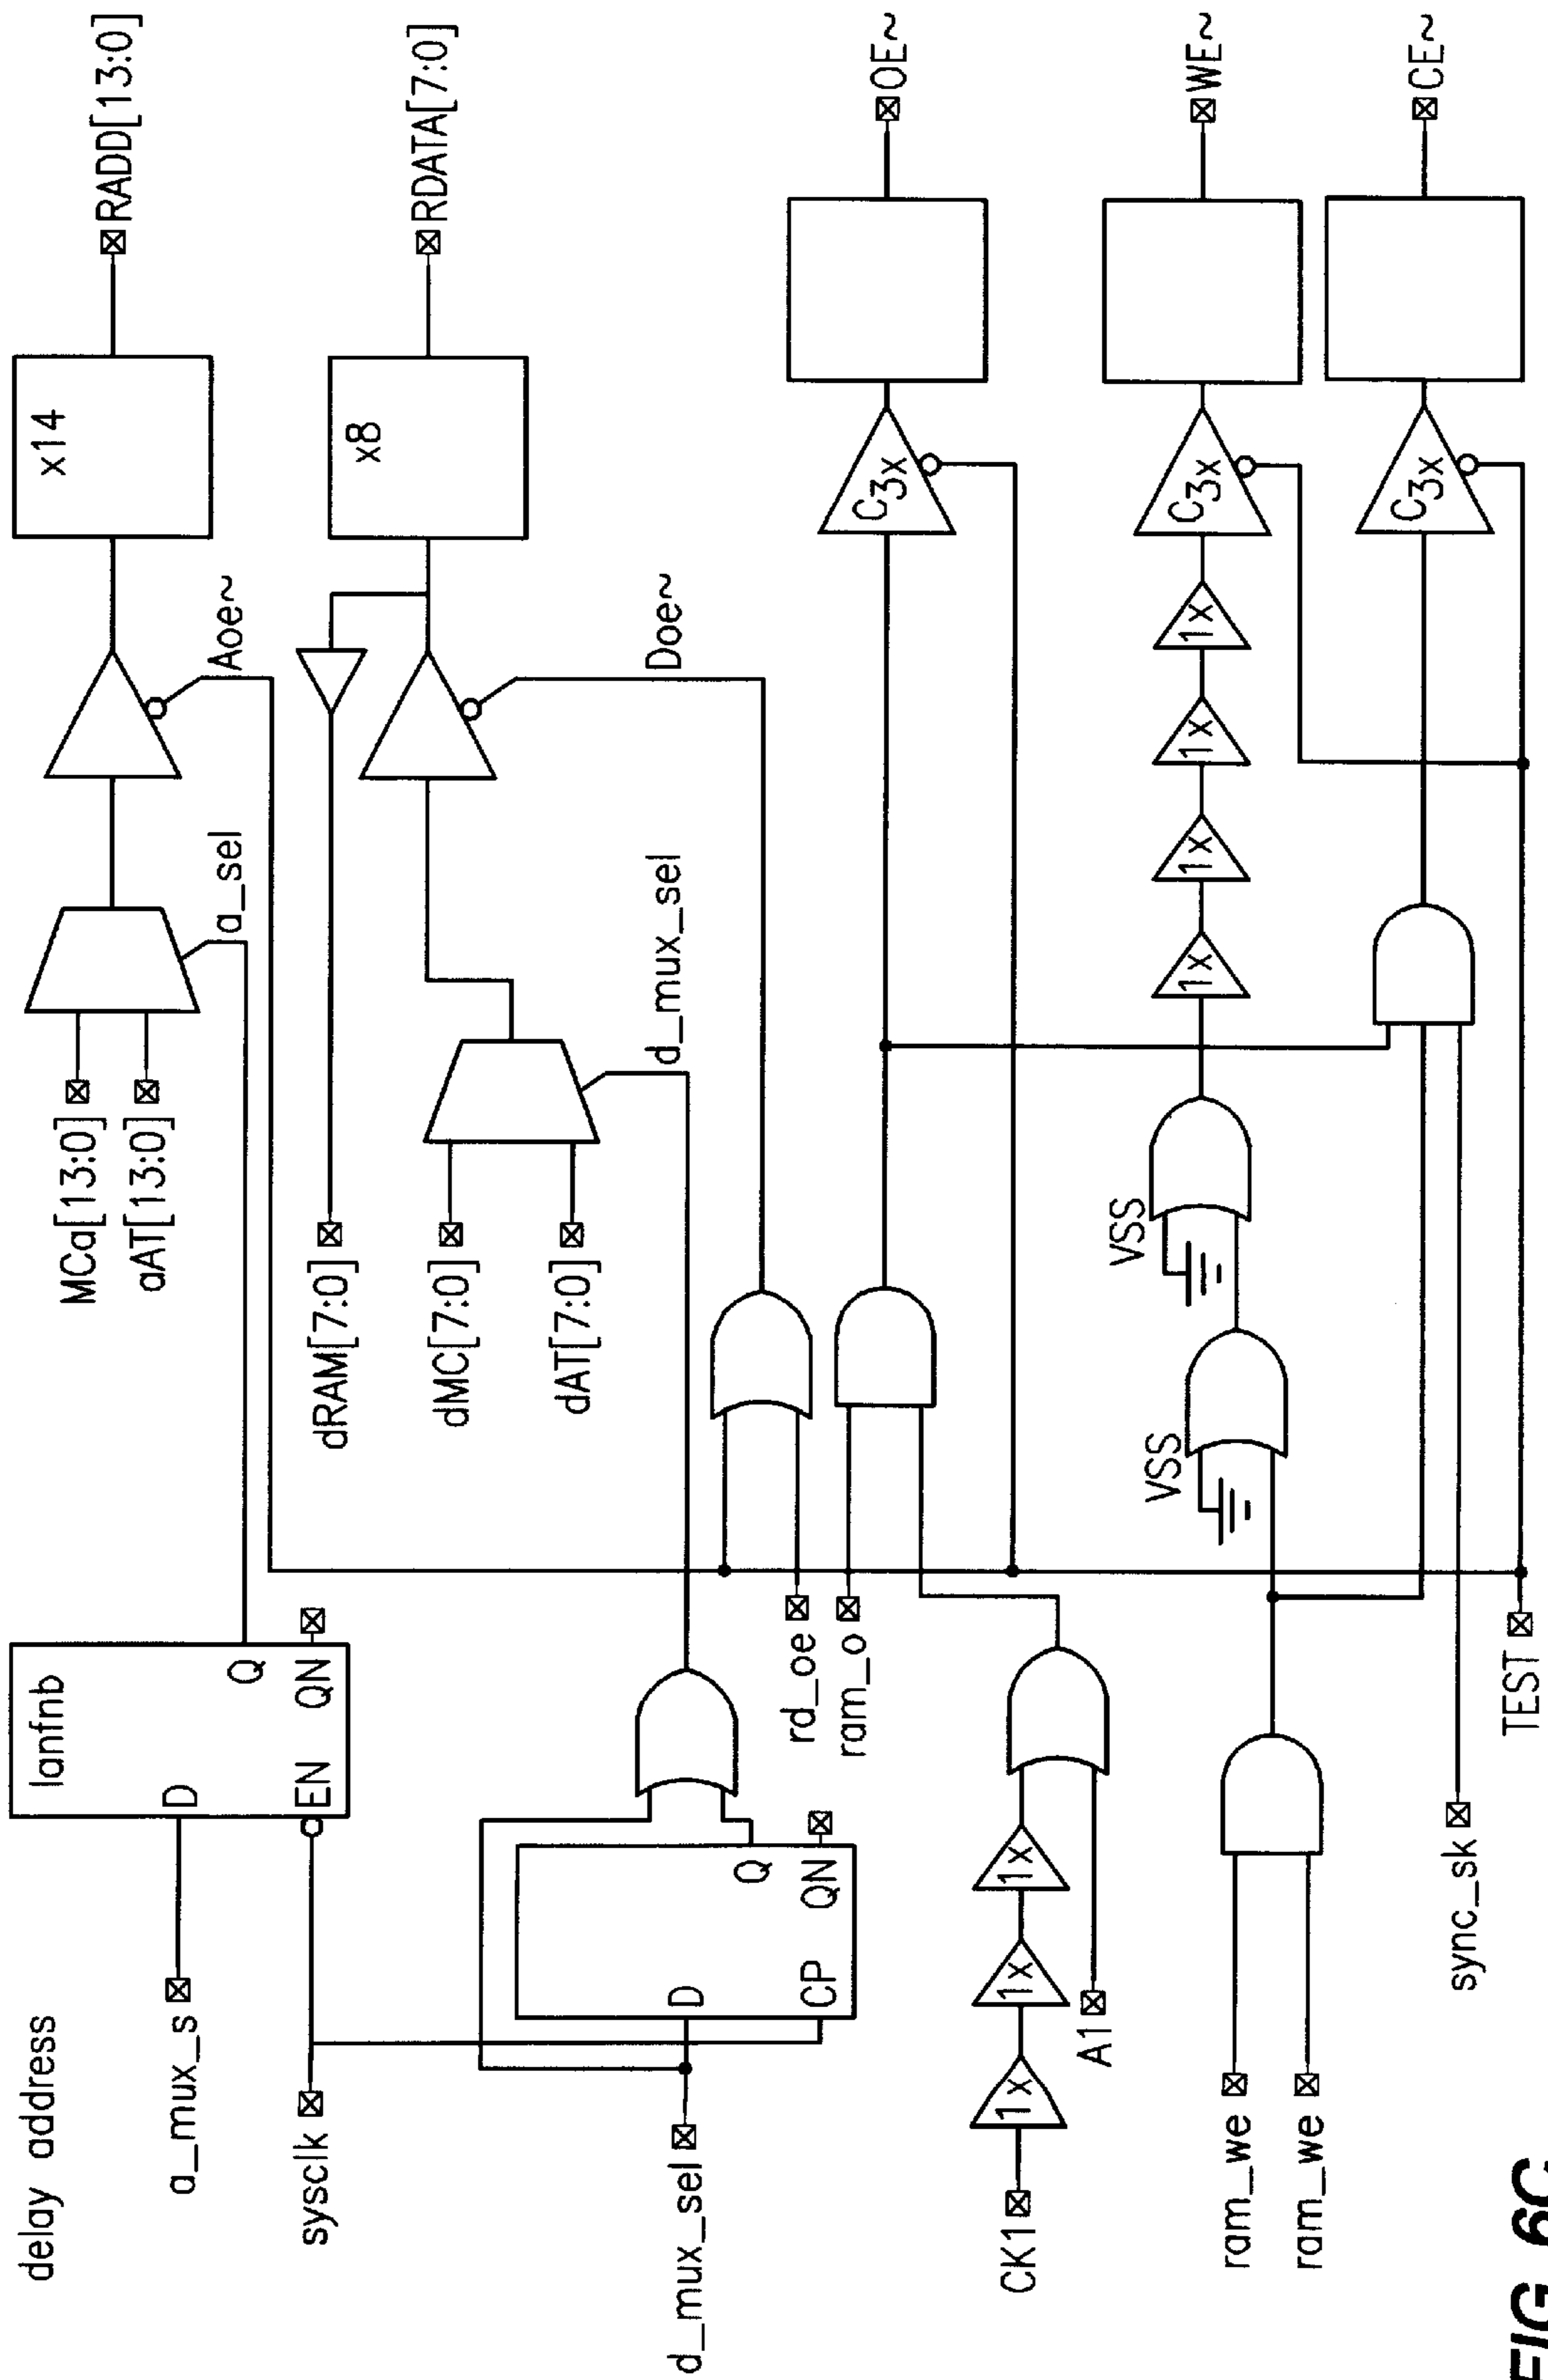 delay address
a_mux_s
sysclk
lanfnb
D
Q
EN
QN
MCa[13:0]
aAT[13:0]
a_sel
Aoe~
x14
RADD[13:0]
d_mux_sel
D
Q
CP
QN
dRAM[7:0]
dMC[7:0]
dAT[7:0]
d_mux_sel
Doe~
x8
RDATA[7:0]
rd_oe
ram_o
CK1
1x
1x
1x
A1
C3x
OE~
ram_we
ram_we
VSS
VSS
1x
1x
1x
1x
C3x
WE~
sync_sk
TEST
C3x
CE~
FIG. 6C